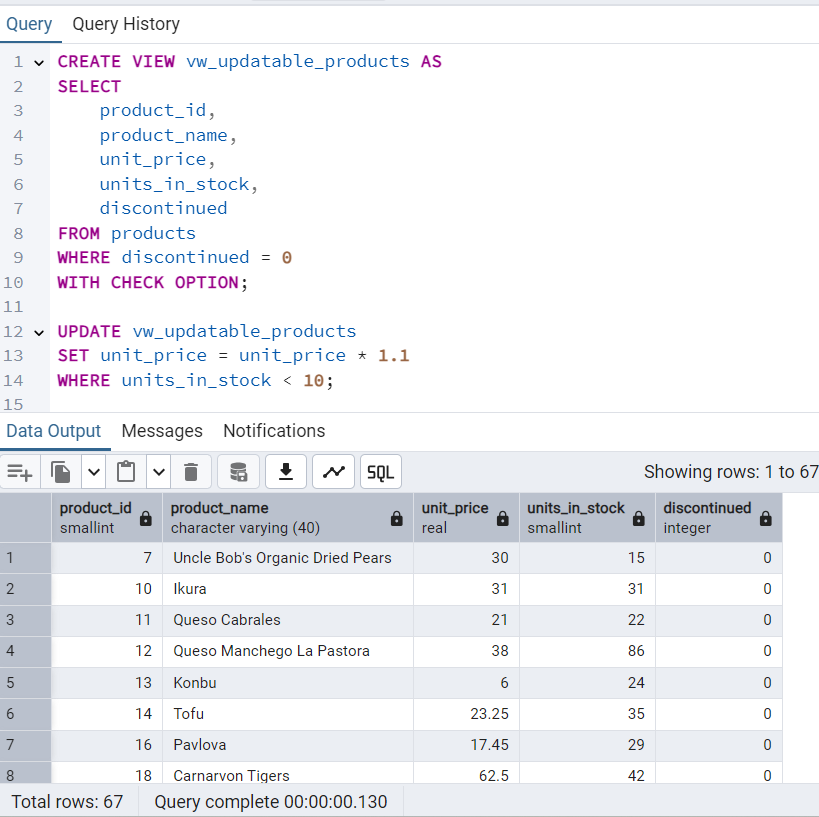 Query Query History
1 CREATE VIEW vw_updatable_products AS
2 SELECT
3 product_id,
4 product_name,
5 unit_price,
6 units_in_stock,
7 discontinued
8 FROM products
9 WHERE discontinued = 0
10 WITH CHECK OPTION;
11
12 UPDATE vw_updatable_products
13 SET unit_price = unit_price * 1.1
14 WHERE units_in_stock < 10;
15
Data Output Messages Notifications
SQL Showing rows: 1 to 67
product_id product_name unit_price units_in_stock discontinued
smallint character varying (40) real smallint integer
1 7 Uncle Bob's Organic Dried Pears 30 15 0
2 10 Ikura 31 31 0
3 11 Queso Cabrales 21 22 0
4 12 Queso Manchego La Pastora 38 86 0
5 13 Konbu 6 24 0
6 14 Tofu 23.25 35 0
7 16 Pavlova 17.45 29 0
8 18 Carnarvon Tigers 62.5 42 0
Total rows: 67 Query complete 00:00:00.130